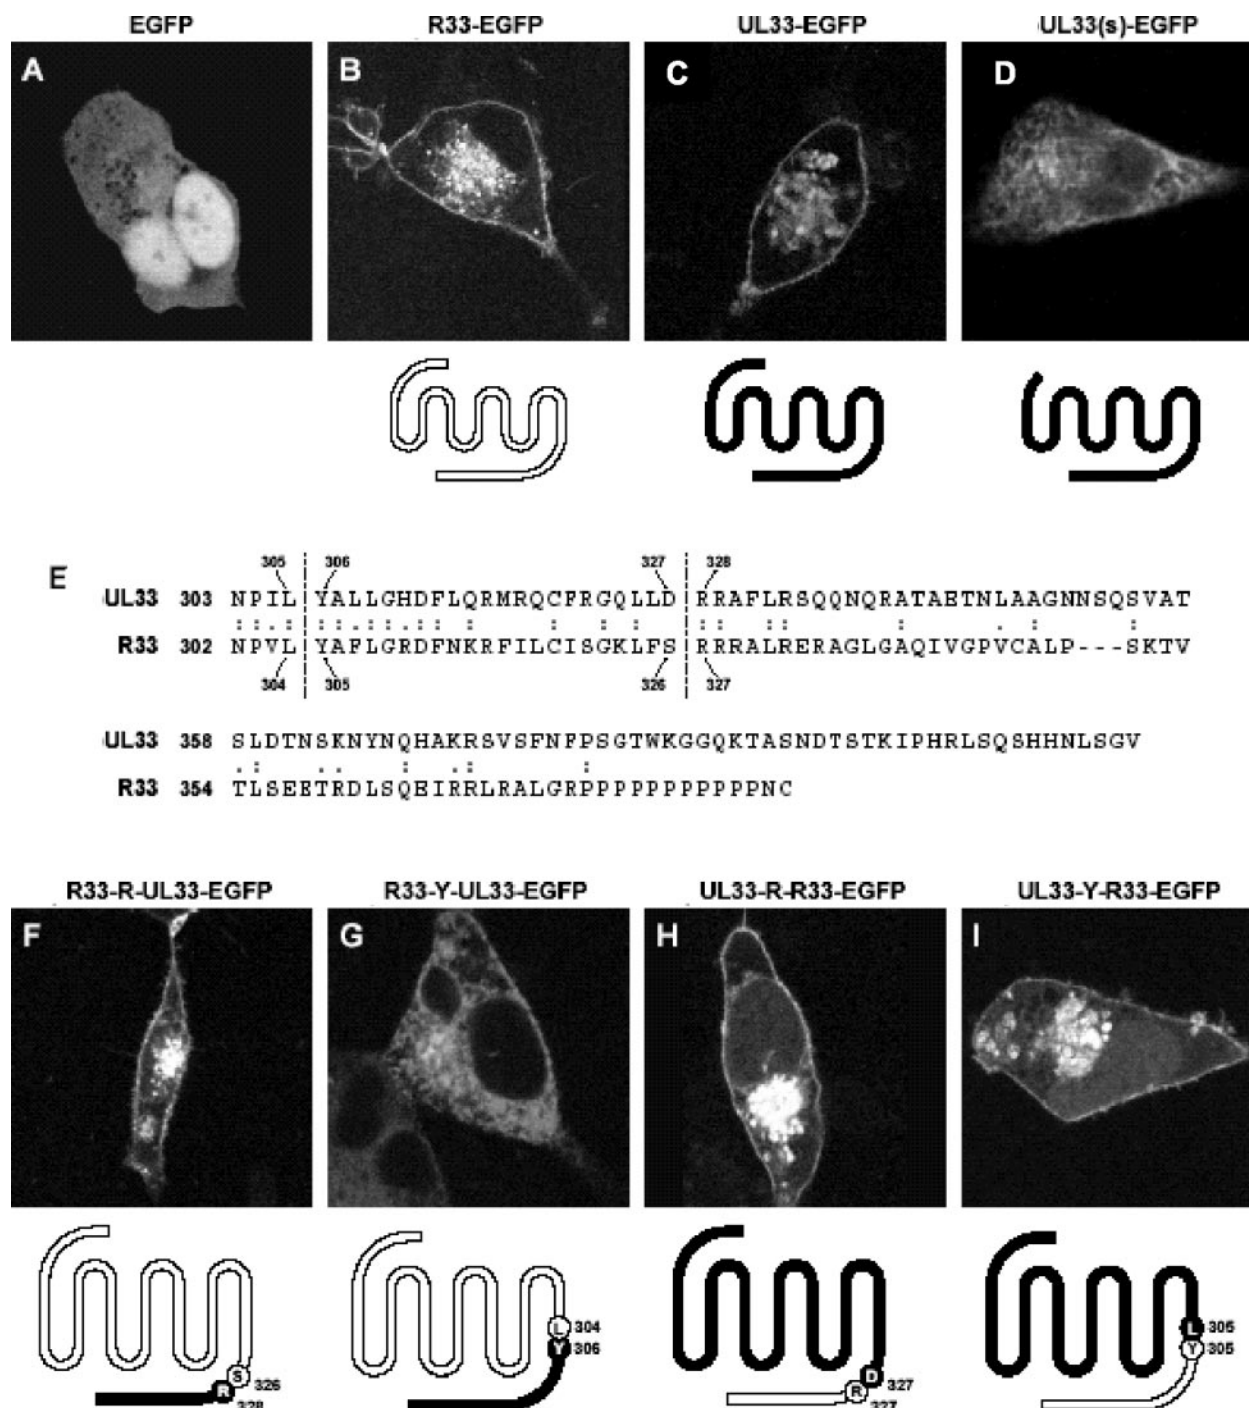 EGFP R33-EGFP UL33-EGFP UL33(s)-EGFP
A B C D
E
305 306 327 328
UL33 303 NPIL YALLGHDFLQRMRQCFRGQLLD RRAFLRSQQNQRATAETNLAAGNNSQSVAT
R33 302 NPVL YAFLGRDFNKRFILCISGKLFS RRRALRERAGLGAQIVGPVCALP---SKTV
304 305 326 327
UL33 358 SLDTNSKNYNQHAKRSVSFNFPSGTWKGGQKTASNDTSTKIPHRLSQSHHNLSGV
R33 354 TLSEETRDLSQEIRRLRALGRPPPPPPPPPPPNC
R33-R-UL33-EGFP R33-Y-UL33-EGFP UL33-R-R33-EGFP UL33-Y-R33-EGFP
F G H I
L 304 L 305
Y 306 Y 305
S 326 D 327
R 328 R 327